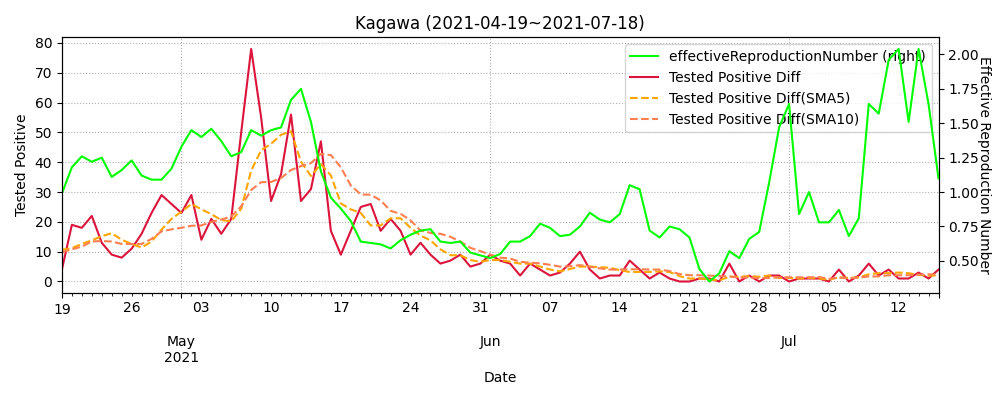 Kagawa (2021-04-19~2021-07-18)
effectiveReproductionNumber (right)
Tested Positive Diff
Tested Positive Diff(SMA5)
Tested Positive Diff(SMA10)
Tested Positive
80
70
60
50
40
30
20
10
0
Effective Reproduction Number
2.00
1.75
1.50
1.25
1.00
0.75
0.50
19 26 03 10 17 24 31 07 14 21 28 05 12
May Jun Jul
2021
Date